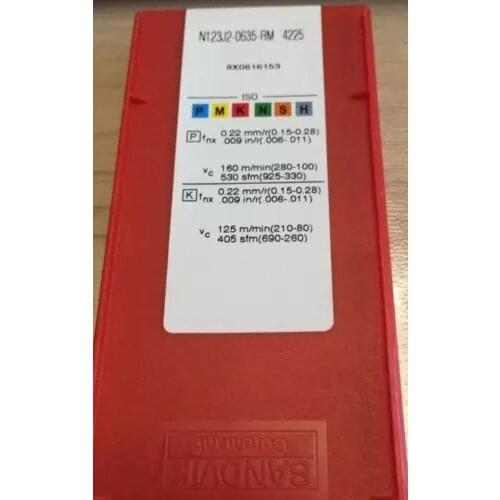 N123J2-0635-RM 4225
RX0816153
ISO
P M K N S H
P fnx 0.22 mm/r(0.15-0.28)
.009 in/r(.006-.011)
vc 160 m/min(280-100)
530 sfm(925-330)
K fnx 0.22 mm/r(0.15-0.28)
.009 in/r(.006-.011)
vc 125 m/min(210-80)
405 sfm(690-260)
SANDVIK
Coromant